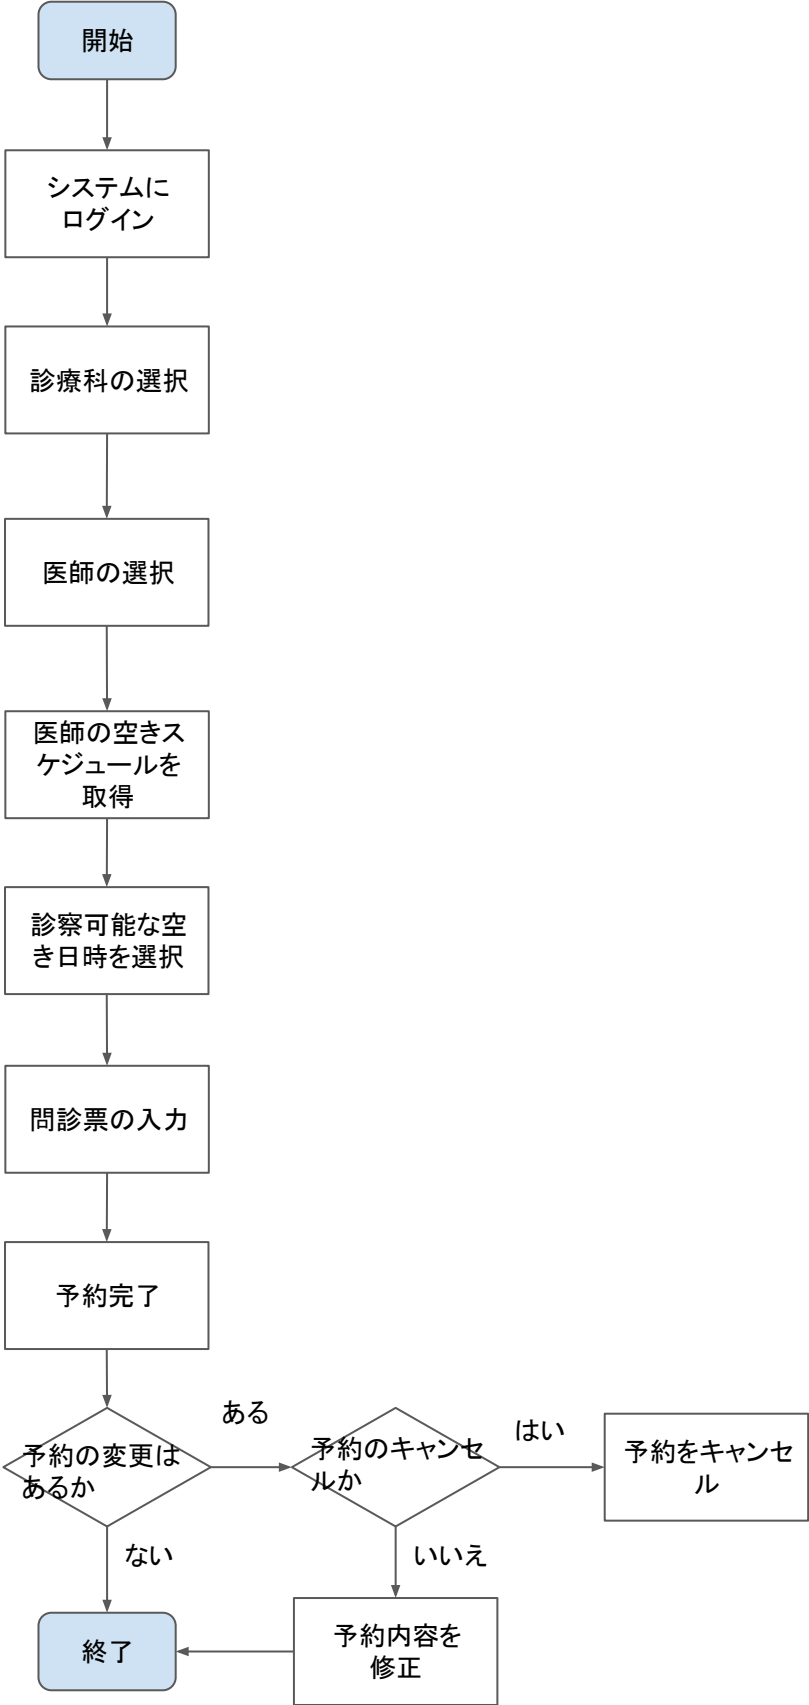 開始
システムに
ログイン
診療科の選択
医師の選択
医師の空きス
ケジュールを
取得
診察可能な空
き日時を選択
問診票の入力
予約完了
予約の変更は
あるか
ある
予約のキャンセ
ルか
はい
予約をキャンセ
ル
ない
いいえ
終了
予約内容を
修正